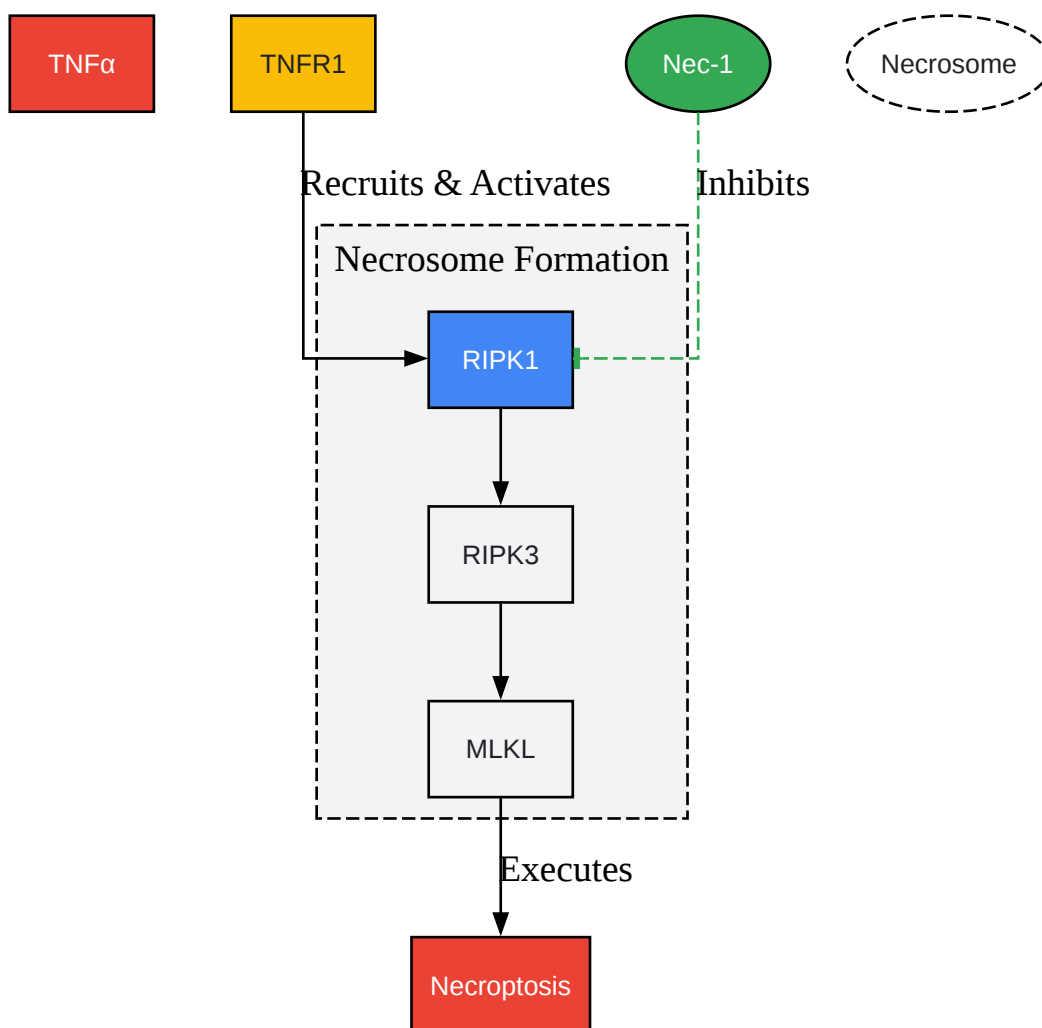 TNFα
TNFR1
Nec-1
Necrosome
Recruits & Activates
Inhibits
Necrosome Formation
RIPK1
RIPK3
MLKL
Executes
Necroptosis